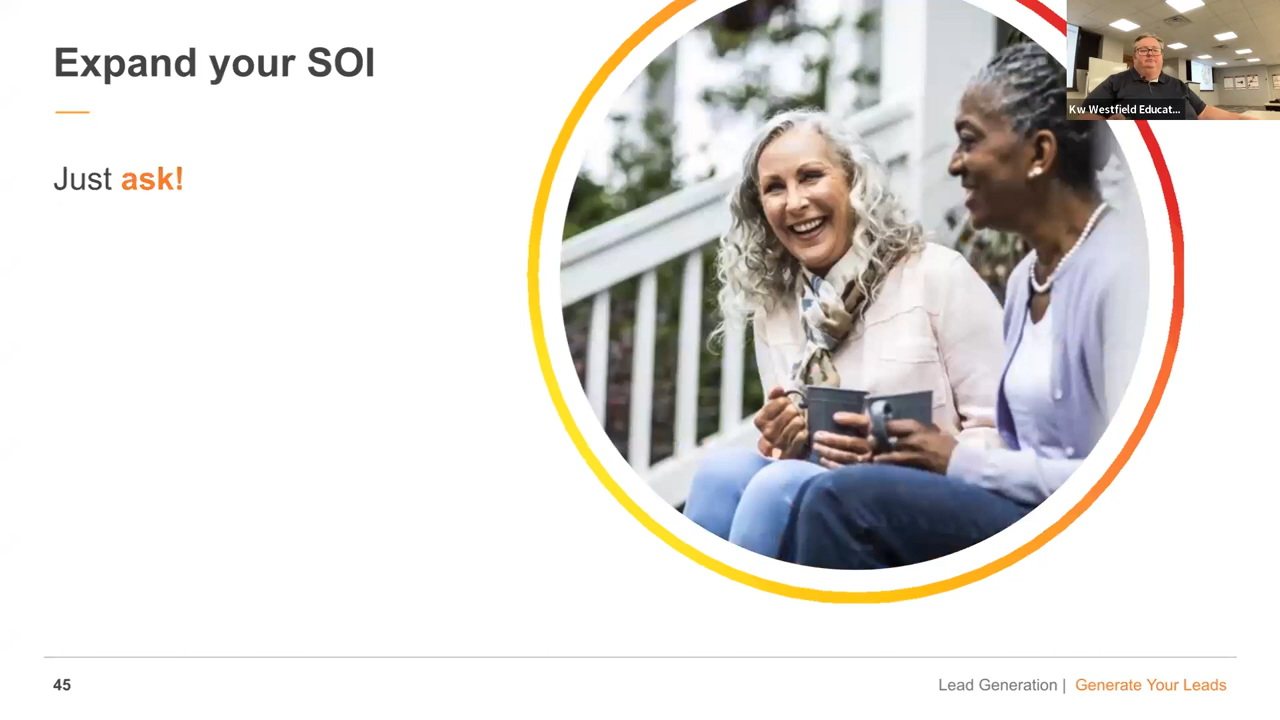 Expand your SOI
Kw Westfield Educat...
Just ask!
45
Lead Generation | Generate Your Leads